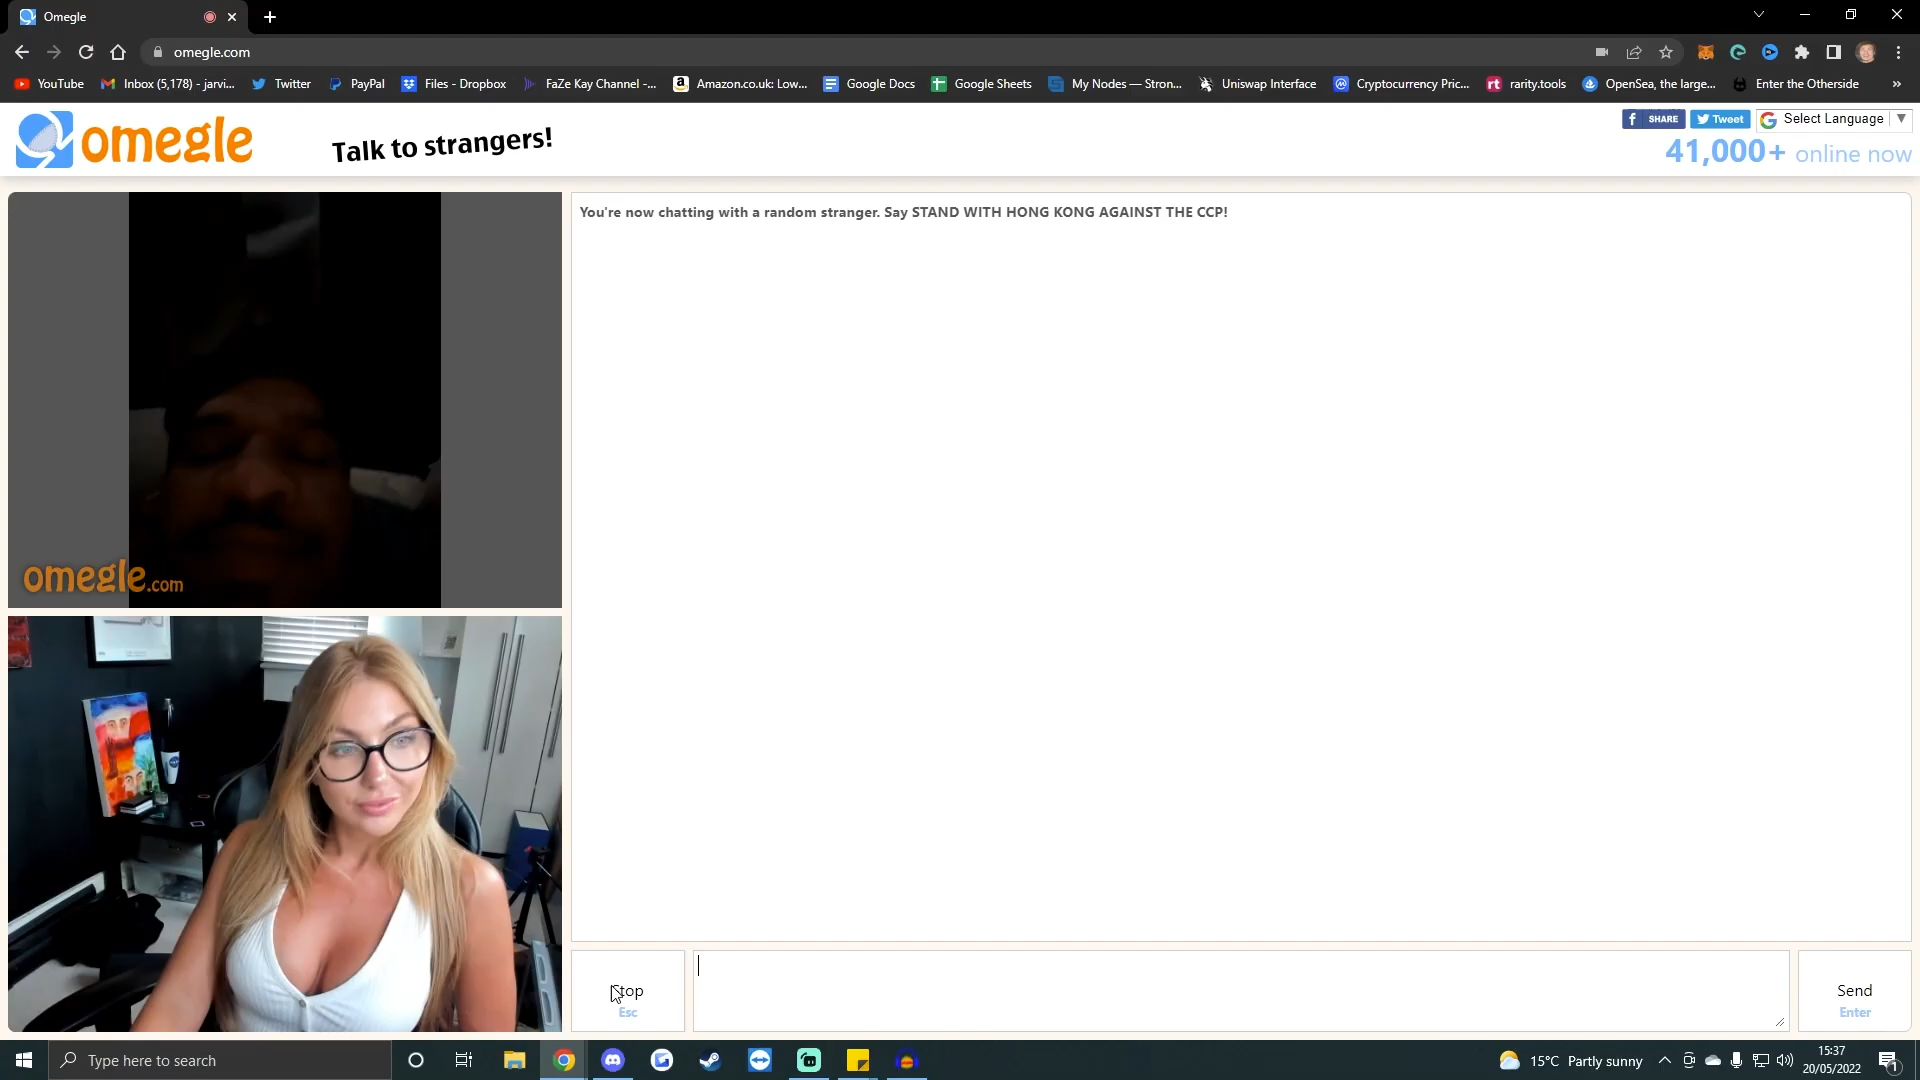 Omegle
omegle.com
YouTube
Inbox (5,178) - jarvi...
Twitter
PayPal
Files - Dropbox
FaZe Kay Channel -...
Amazon.co.uk: Low...
Google Docs
Google Sheets
My Nodes — Stron...
Uniswap Interface
Cryptocurrency Pric...
rarity.tools
OpenSea, the large...
Enter the Otherside
»
omegle
Talk to strangers!
SHARE
Tweet
Select Language
41,000+ online now
You're now chatting with a random stranger. Say STAND WITH HONG KONG AGAINST THE CCP!
omegle.com
Stop
Esc
Send
Enter
Type here to search
15°C Partly sunny
15:37
20/05/2022
1